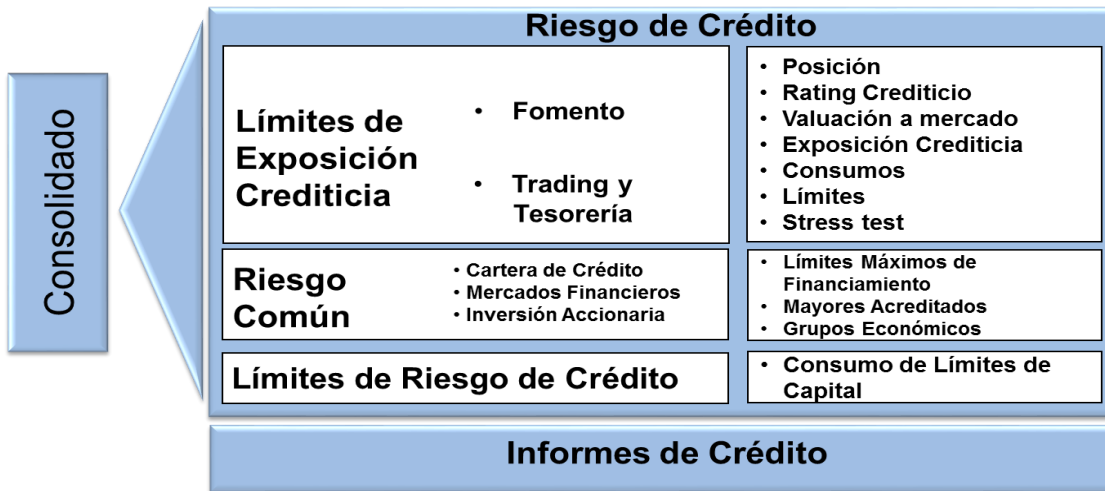 Riesgo de Crédito
Consolidado
Límites de
Exposición
Crediticia
• Fomento
• Trading y
Tesorería
• Posición
• Rating Crediticio
• Valuación a mercado
• Exposición Crediticia
• Consumos
• Límites
• Stress test
Riesgo
Común
• Cartera de Crédito
• Mercados Financieros
• Inversión Accionaria
• Límites Máximos de
Financiamiento
• Mayores Acreditados
• Grupos Económicos
Límites de Riesgo de Crédito
• Consumo de Límites de
Capital
Informes de Crédito